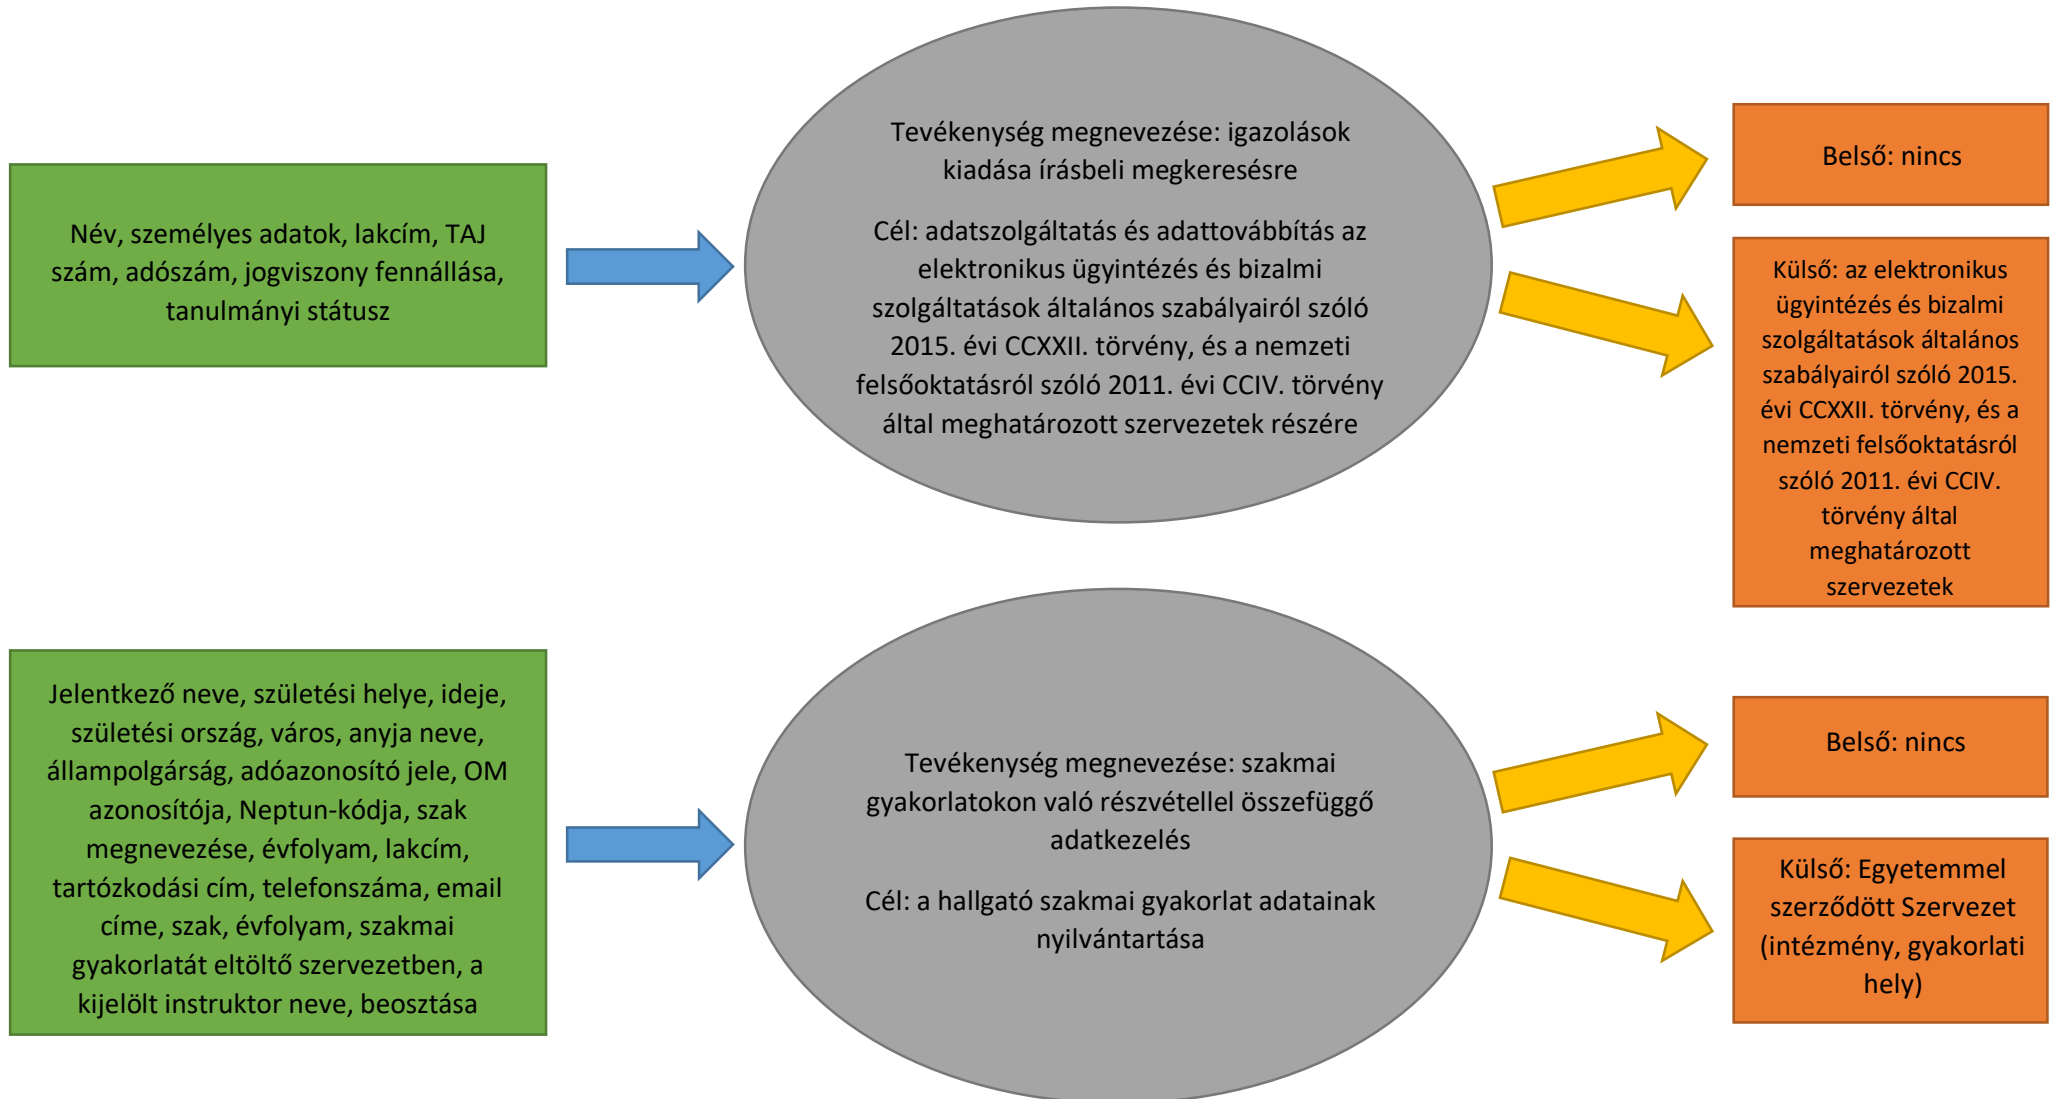 Név, személyes adatok, lakcím, TAJ
szám, adószám, jogviszony fennállása,
tanulmányi státusz
Tevékenység megnevezése: igazolások
kiadása írásbeli megkeresésre
Cél: adatszolgáltatás és adattovábbítás az
elektronikus ügyintézés és bizalmi
szolgáltatások általános szabályairól szóló
2015. évi CCXXII. törvény, és a nemzeti
felsőoktatásról szóló 2011. évi CCIV. törvény
által meghatározott szervezetek részére
Belső: nincs
Külső: az elektronikus
ügyintézés és bizalmi
szolgáltatások általános
szabályairól szóló 2015.
évi CCXXII. törvény, és a
nemzeti felsőoktatásról
szóló 2011. évi CCIV.
törvény által
meghatározott
szervezetek
Jelentkező neve, születési helye, ideje,
születési ország, város, anyja neve,
állampolgárság, adóazonosító jele, OM
azonosítója, Neptun-kódja, szak
megnevezése, évfolyam, lakcím,
tartózkodási cím, telefonszáma, email
címe, szak, évfolyam, szakmai
gyakorlatát eltöltő szervezetben, a
kijelölt instruktor neve, beosztása
Tevékenység megnevezése: szakmai
gyakorlatokon való részvétellel összefüggő
adatkezelés
Cél: a hallgató szakmai gyakorlat adatainak
nyilvántartása
Belső: nincs
Külső: Egyetemmel
szerződött Szervezet
(intézmény, gyakorlati
hely)